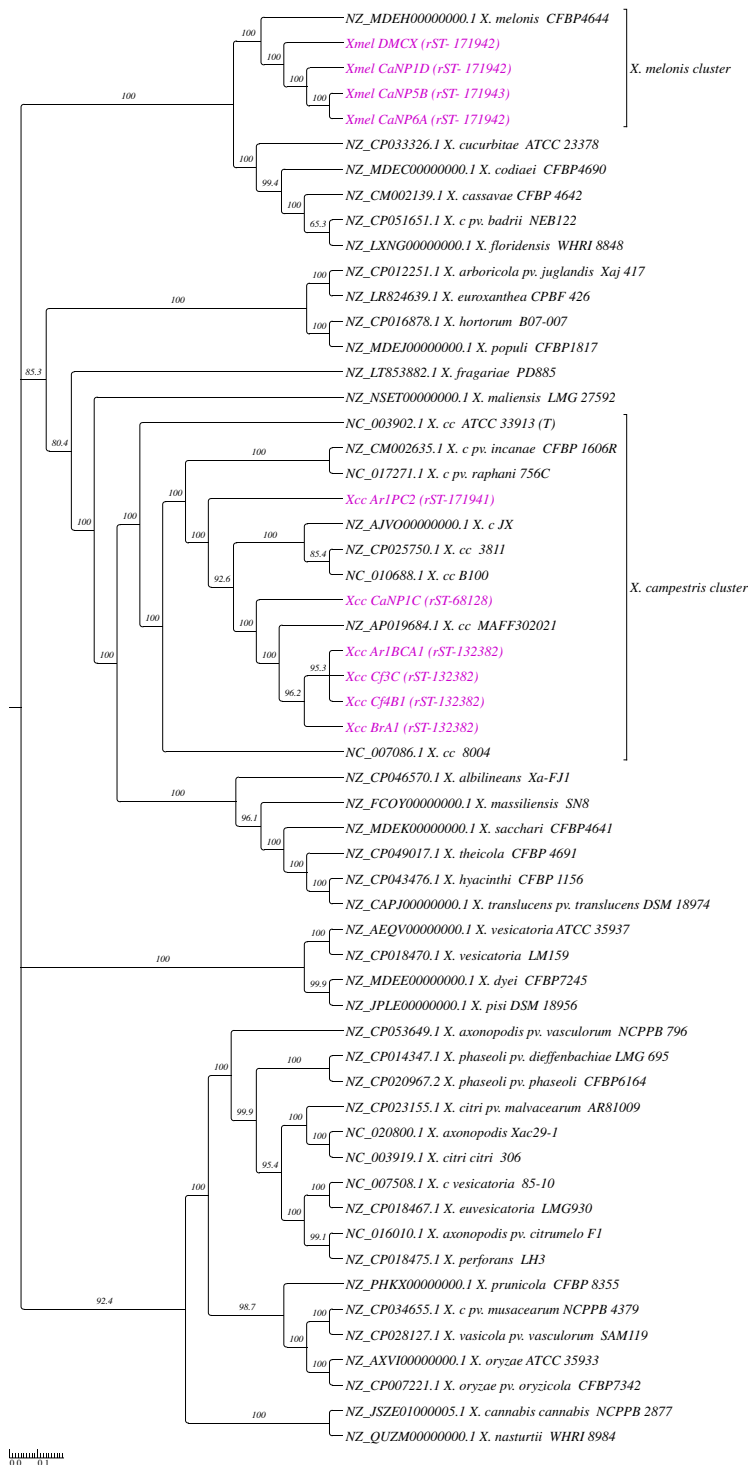 NZ_MDEH00000000.1 X. melonis CFBP4644
Xmel DMCX (rST- 171942)
100
100
Xmel CaNP1D (rST- 171942)
X. melonis cluster
100
Xmel CaNP5B (rST- 171943)
100
100
Xmel CaNP6A (rST- 171942)
NZ_CP033326.1 X. cucurbitae ATCC 23378
100
NZ_MDEC00000000.1 X. codiaei CFBP4690
100
99.4
NZ_CM002139.1 X. cassavae CFBP 4642
100
NZ_CP051651.1 X. c pv. badrii NEB122
65.3
NZ_LXNG00000000.1 X. floridensis WHRI 8848
NZ_CP012251.1 X. arboricola pv. juglandis Xaj 417
100
NZ_LR824639.1 X. euroxanthea CPBF 426
100
NZ_CP016878.1 X. hortorum B07-007
100
NZ_MDEJ00000000.1 X. populi CFBP1817
85.3
NZ_LT853882.1 X. fragariae PD885
NZ_NSET00000000.1 X. maliensis LMG 27592
NC_003902.1 X. cc ATCC 33913 (T)
80.4
NZ_CM002635.1 X. c pv. incanae CFBP 1606R
100
NC_017271.1 X. c pv. raphani 756C
Xcc Ar1PC2 (rST-171941)
100
100
NZ_AJVO00000000.1 X. c JX
100
100
NZ_CP025750.1 X. cc 3811
100
85.4
NC_010688.1 X. cc B100
92.6
X. campestris cluster
Xcc CaNP1C (rST-68128)
NZ_AP019684.1 X. cc MAFF302021
100
100
Xcc Ar1BCA1 (rST-132382)
100
100
Xcc Cf3C (rST-132382)
95.3
Xcc Cf4B1 (rST-132382)
96.2
Xcc BrA1 (rST-132382)
NC_007086.1 X. cc 8004
NZ_CP046570.1 X. albilineans Xa-FJ1
100
NZ_FCOY00000000.1 X. massiliensis SN8
96.1
NZ_MDEK00000000.1 X. sacchari CFBP4641
100
NZ_CP049017.1 X. theicola CFBP 4691
100
NZ_CP043476.1 X. hyacinthi CFBP 1156
100
NZ_CAPJ00000000.1 X. translucens pv. translucens DSM 18974
NZ_AEQV00000000.1 X. vesicatoria ATCC 35937
100
NZ_CP018470.1 X. vesicatoria LM159
100
NZ_MDEE00000000.1 X. dyei CFBP7245
99.9
NZ_JPLE00000000.1 X. pisi DSM 18956
NZ_CP053649.1 X. axonopodis pv. vasculorum NCPPB 796
NZ_CP014347.1 X. phaseoli pv. dieffenbachiae LMG 695
100
100
NZ_CP020967.2 X. phaseoli pv. phaseoli CFBP6164
NZ_CP023155.1 X. citri pv. malvacearum AR81009
99.9
100
NC_020800.1 X. axonopodis Xac29-1
100
NC_003919.1 X. citri citri 306
95.4
NC_007508.1 X. c vesicatoria 85-10
100
100
NZ_CP018467.1 X. euvesicatoria LMG930
100
NC_016010.1 X. axonopodis pv. citrumelo F1
99.1
NZ_CP018475.1 X. perforans LH3
NZ_PHKX00000000.1 X. prunicola CFBP 8355
92.4
98.7
NZ_CP034655.1 X. c pv. musacearum NCPPB 4379
100
NZ_CP028127.1 X. vasicola pv. vasculorum SAM119
100
NZ_AXVI00000000.1 X. oryzae ATCC 35933
100
NZ_CP007221.1 X. oryzae pv. oryzicola CFBP7342
NZ_JSZE01000005.1 X. cannabis cannabis NCPPB 2877
100
NZ_QUZM00000000.1 X. nasturtii WHRI 8984
0.0 0.1